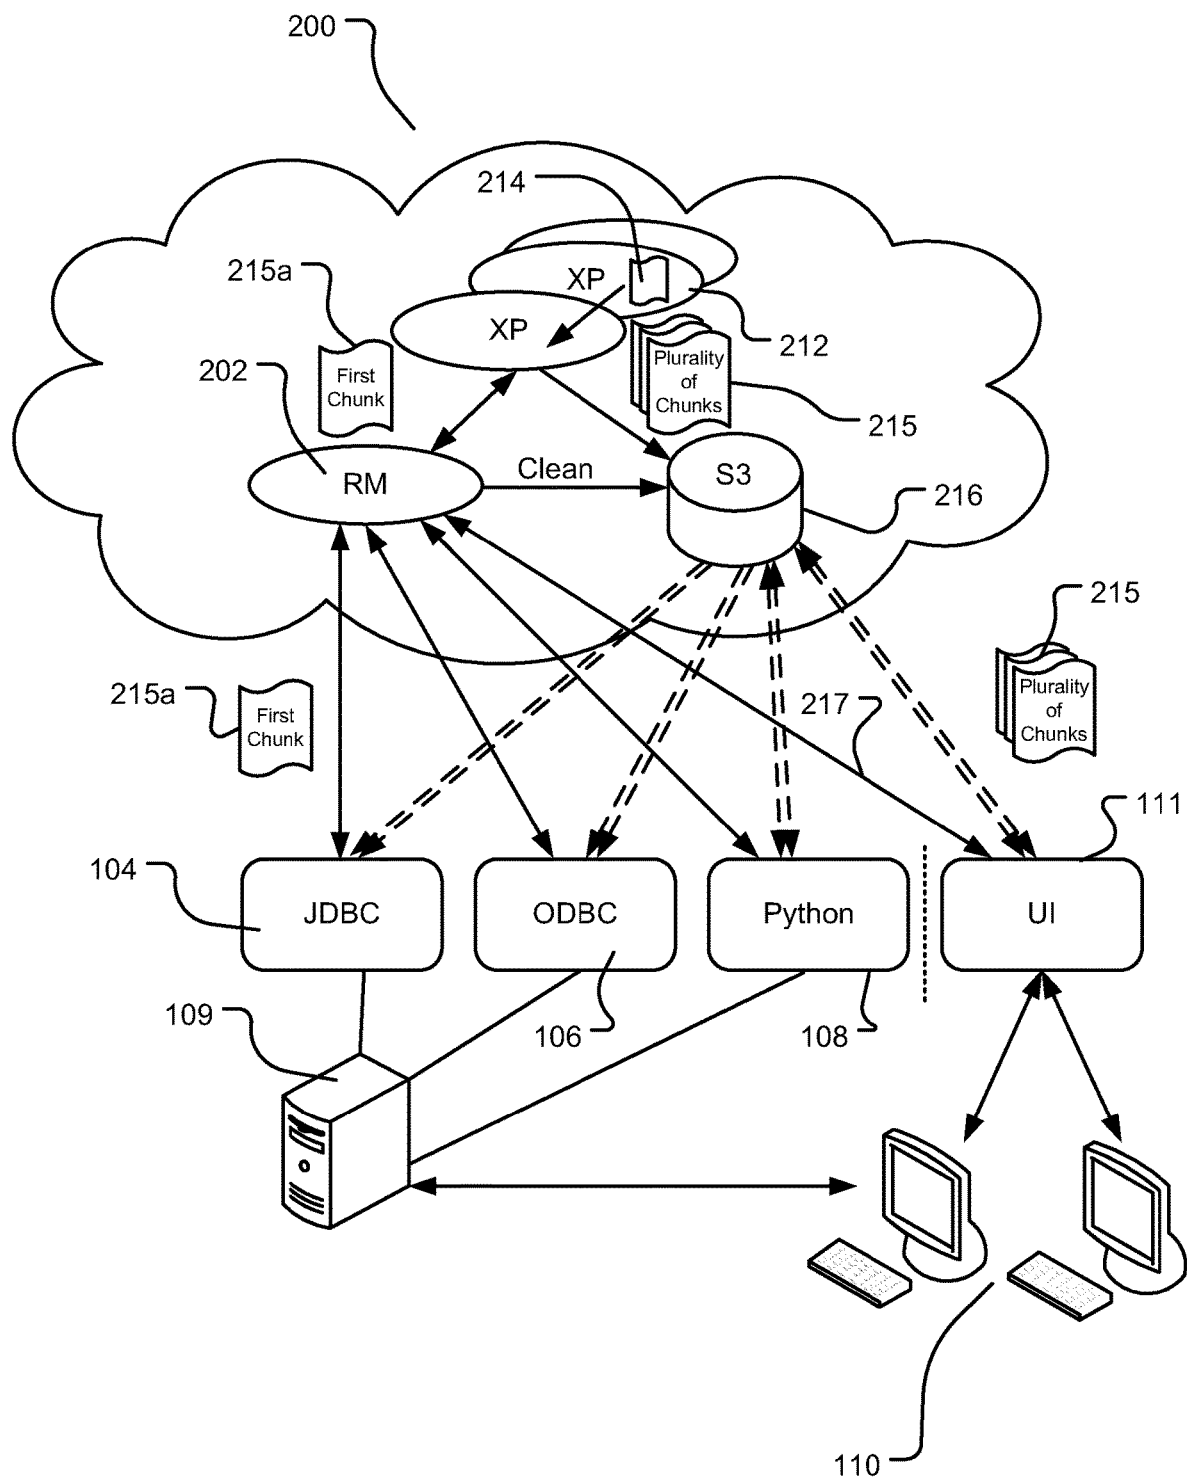 200
214
215a
XP
XP
212
202
First
Chunk
Plurality
of
Chunks
215
RM
Clean
S3
216
215
215a
First
Chunk
217
Plurality
of
Chunks
111
104
JDBC
ODBC
Python
UI
109
106
108
110